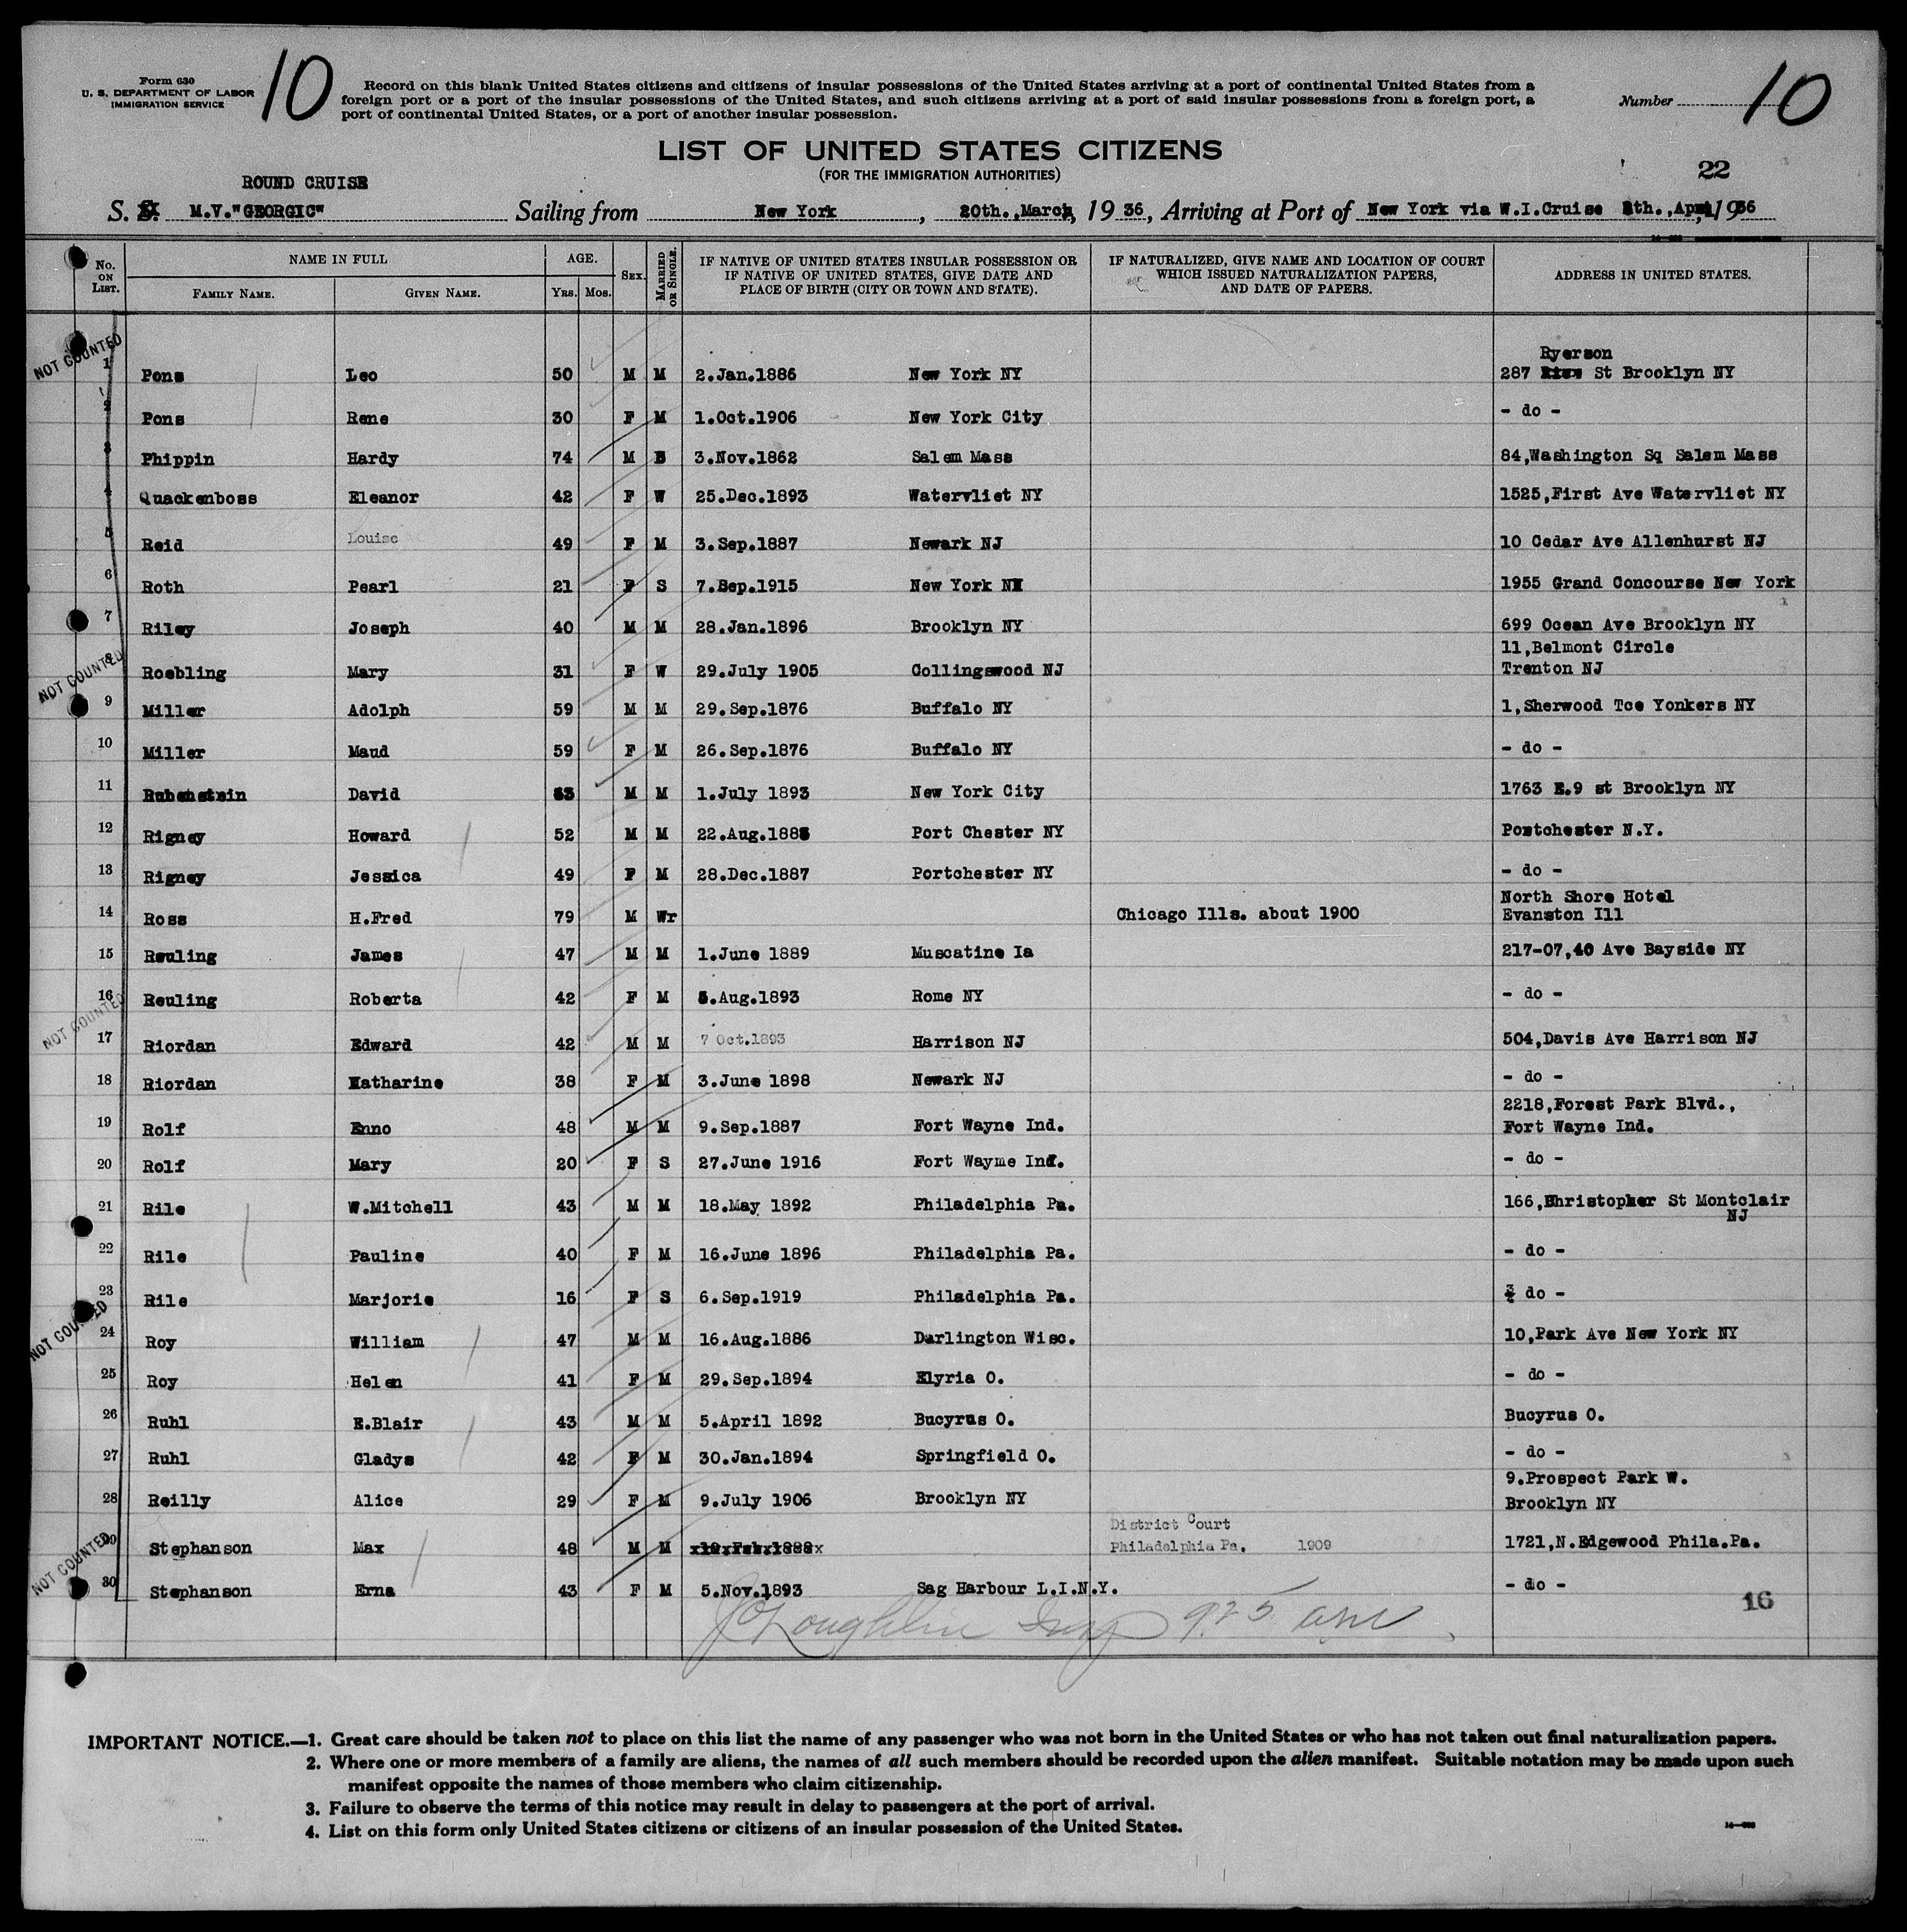 Form 630
U. S. DEPARTMENT OF LABOR
IMMIGRATION SERVICE
10
Record on this blank United States citizens and citizens of insular possessions of the United States arriving at a port of continental United States from a
foreign port or a port of the insular possessions of the United States, and such citizens arriving at a port of said insular possessions from a foreign port, a
port of continental United States, or a port of another insular possession.
Number 10
LIST OF UNITED STATES CITIZENS
(FOR THE IMMIGRATION AUTHORITIES)
22
ROUND CRUISE
S. S. M.V."GEORGIC" Sailing from New York, 20th.,March, 19 36, Arriving at Port of New York via W.I.Cruise 8th.,April, 1936
No. ON LIST. NAME IN FULL AGE. SEX. MARRIED OR SINGLE. IF NATIVE OF UNITED STATES INSULAR POSSESSION OR IF NATIVE OF UNITED STATES, GIVE DATE AND PLACE OF BIRTH (CITY OR TOWN AND STATE). IF NATURALIZED, GIVE NAME AND LOCATION OF COURT WHICH ISSUED NATURALIZATION PAPERS, AND DATE OF PAPERS. ADDRESS IN UNITED STATES.
FAMILY NAME. GIVEN NAME. YRS. MOS.
NOT COUNTED
Ryerson
1 Pons Leo 50 M M 2.Jan.1886 New York NY 287 St Brooklyn NY
2 Pons Rene 30 F M 1.Oct.1906 New York City - do -
3 Phippin Hardy 74 M S 3.Nov.1862 Salem Mass 84,Washington Sq Salem Mass
4 Quackenboss Eleanor 42 F W 25.Dec.1893 Watervliet NY 1525,First Ave Watervliet NY
5 Reid Louise 49 F M 3.Sep.1887 Newark NJ 10 Cedar Ave Allenhurst NJ
6 Roth Pearl 21 F S 7.Sep.1915 New York NY 1955 Grand Concourse New York
7 Riley Joseph 40 M M 28.Jan.1896 Brooklyn NY 699 Ocean Ave Brooklyn NY
11,Belmont Circle
NOT COUNTED
8 Roebling Mary 31 F W 29.July 1905 Collingswood NJ Trenton NJ
9 Miller Adolph 59 M M 29.Sep.1876 Buffalo NY 1,Sherwood Tce Yonkers NY
10 Miller Maud 59 F M 26.Sep.1876 Buffalo NY - do -
11 Rubenstein David 43 M M 1.July 1893 New York City 1763 E.9 st Brooklyn NY
12 Rigney Howard 52 M M 22.Aug.1883 Port Chester NY Portchester N.Y.
13 Rigney Jessica 49 F M 28.Dec.1887 Portchester NY - do -
North Shore Hotel
14 Ross H.Fred 79 M Wr Chicago Ills. about 1900 Evanston Ill
15 Reuling James 47 M M 1.June 1889 Muscatine Ia 217-07,40 Ave Bayside NY
16 Reuling Roberta 42 F M 5.Aug.1893 Rome NY - do -
NOT COUNTED
17 Riordan Edward 42 M M 7 Oct.1893 Harrison NJ 504,Davis Ave Harrison NJ
18 Riordan Katharine 38 F M 3.June 1898 Newark NJ - do -
2218,Forest Park Blvd.,
19 Rolf Enno 48 M M 9.Sep.1887 Fort Wayne Ind. Fort Wayne Ind.
20 Rolf Mary 20 F S 27.June 1916 Fort Wayme Ind. - do -
21 Rile W.Mitchell 43 M M 18.May 1892 Philadelphia Pa. 166,Christopher St Montclair
NJ
22 Rile Pauline 40 F M 16.June 1896 Philadelphia Pa. - do -
23 Rile Marjorie 16 F S 6.Sep.1919 Philadelphia Pa. - do -
NOT COUNTED
24 Roy William 47 M M 16.Aug.1886 Darlington Wisc. 10,Park Ave New York NY
25 Roy Helen 41 F M 29.Sep.1894 Elyria O. - do -
26 Ruhl E.Blair 43 M M 5.April 1892 Bucyrus O. Bucyrus O.
27 Ruhl Gladys 42 F M 30.Jan.1894 Springfield O. - do -
9.Prospect Park W.
28 Reilly Alice 29 F M 9.July 1906 Brooklyn NY Brooklyn NY
District Court
29 Stephanson Max 48 M M Philadelphia Pa. 1909 1721,N.Edgewood Phila.Pa.
NOT COUNTED
30 Stephanson Erna 43 F M 5.Nov.1893 Sag Harbour L.I.N.Y. - do -
16
IMPORTANT NOTICE.—1. Great care should be taken not to place on this list the name of any passenger who was not born in the United States or who has not taken out final naturalization papers.
2. Where one or more members of a family are aliens, the names of all such members should be recorded upon the alien manifest. Suitable notation may be made upon such
manifest opposite the names of those members who claim citizenship.
3. Failure to observe the terms of this notice may result in delay to passengers at the port of arrival.
4. List on this form only United States citizens or citizens of an insular possession of the United States.